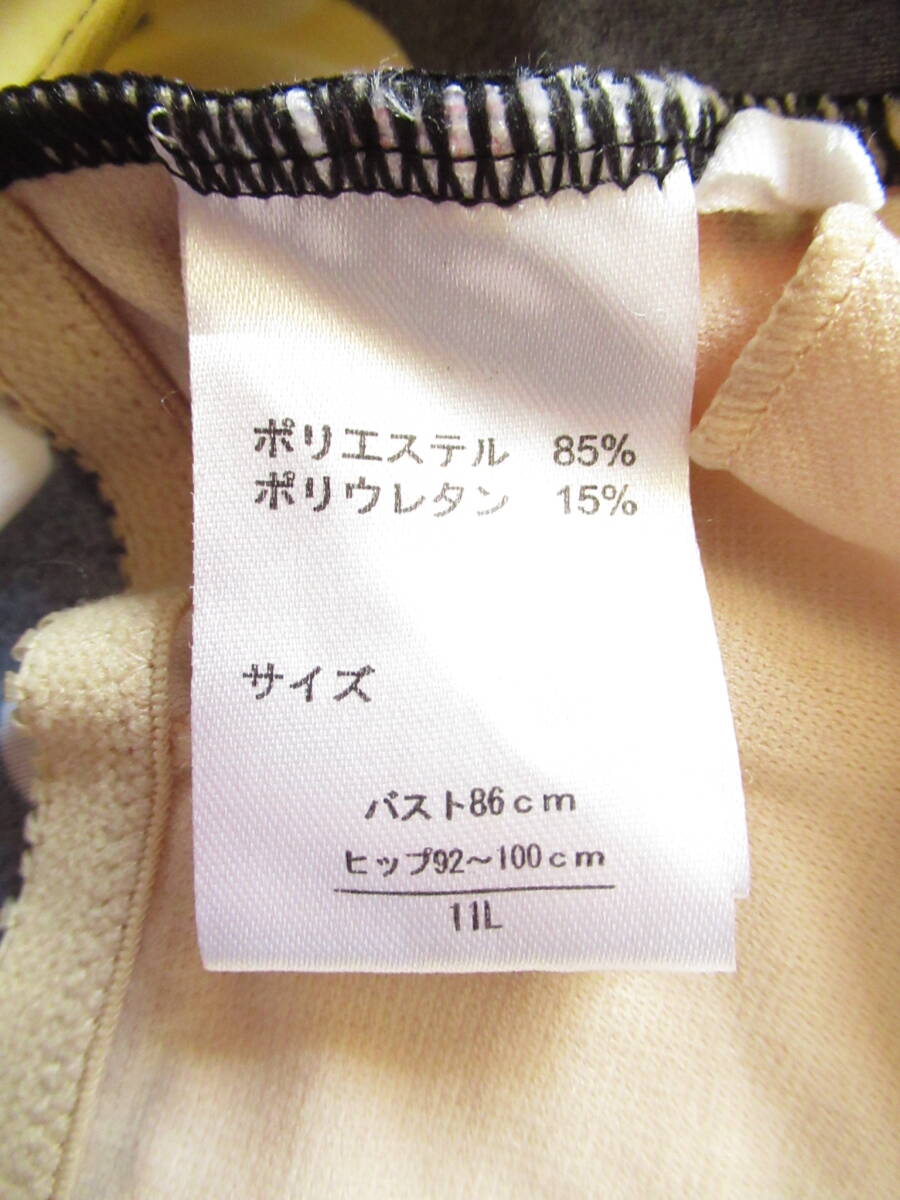 ポリエステル 85%
ポリウレタン 15%
サイズ
バスト86cm
ヒップ92～100cm
11L